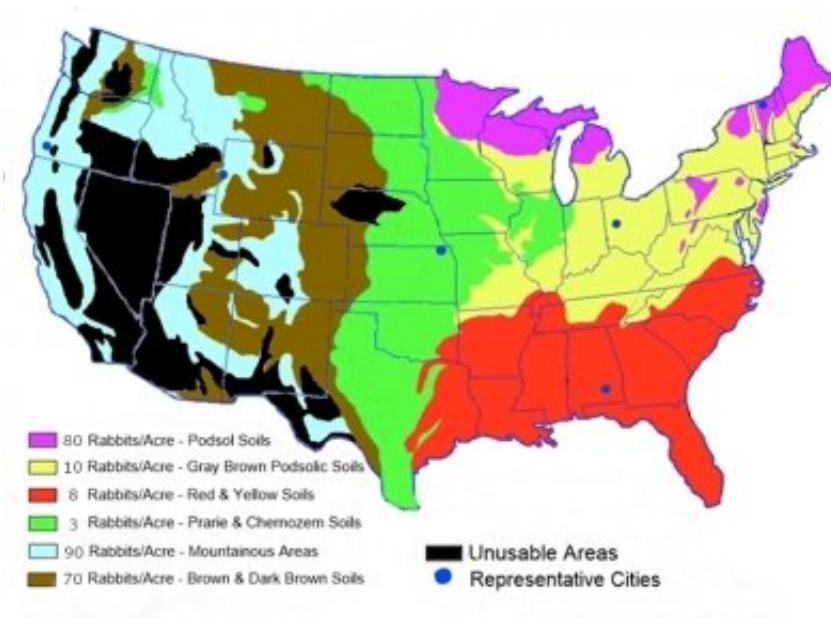 80 Rabbits/Acre - Podsol Soils
10 Rabbits/Acre - Gray Brown Podsolic Soils
8 Rabbits/Acre - Red & Yellow Soils
3 Rabbits/Acre - Prarie & Chernozem Soils
90 Rabbits/Acre - Mountainous Areas
70 Rabbits/Acre - Brown & Dark Brown Soils
Unusable Areas
Representative Cities